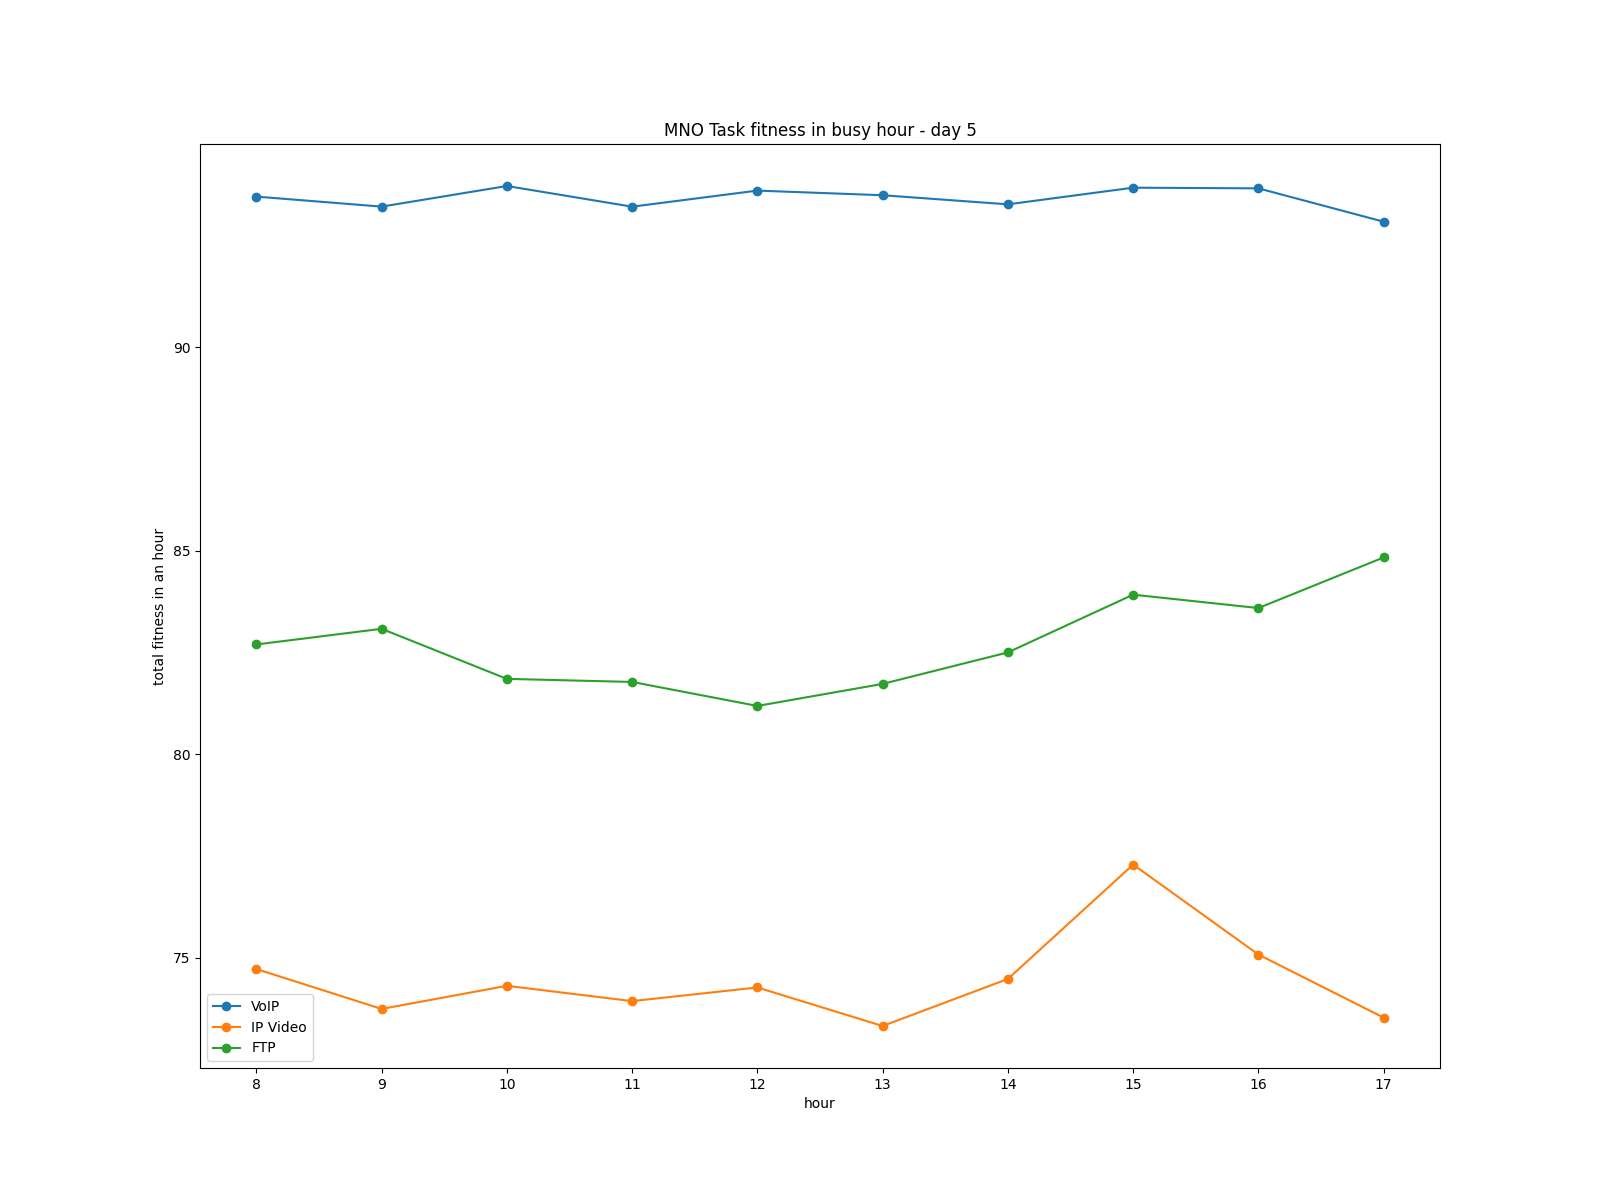 MNO Task fitness in busy hour - day 5
total fitness in an hour
90
85
80
75
VoIP
IP Video
FTP
8 9 10 11 12 13 14 15 16 17
hour